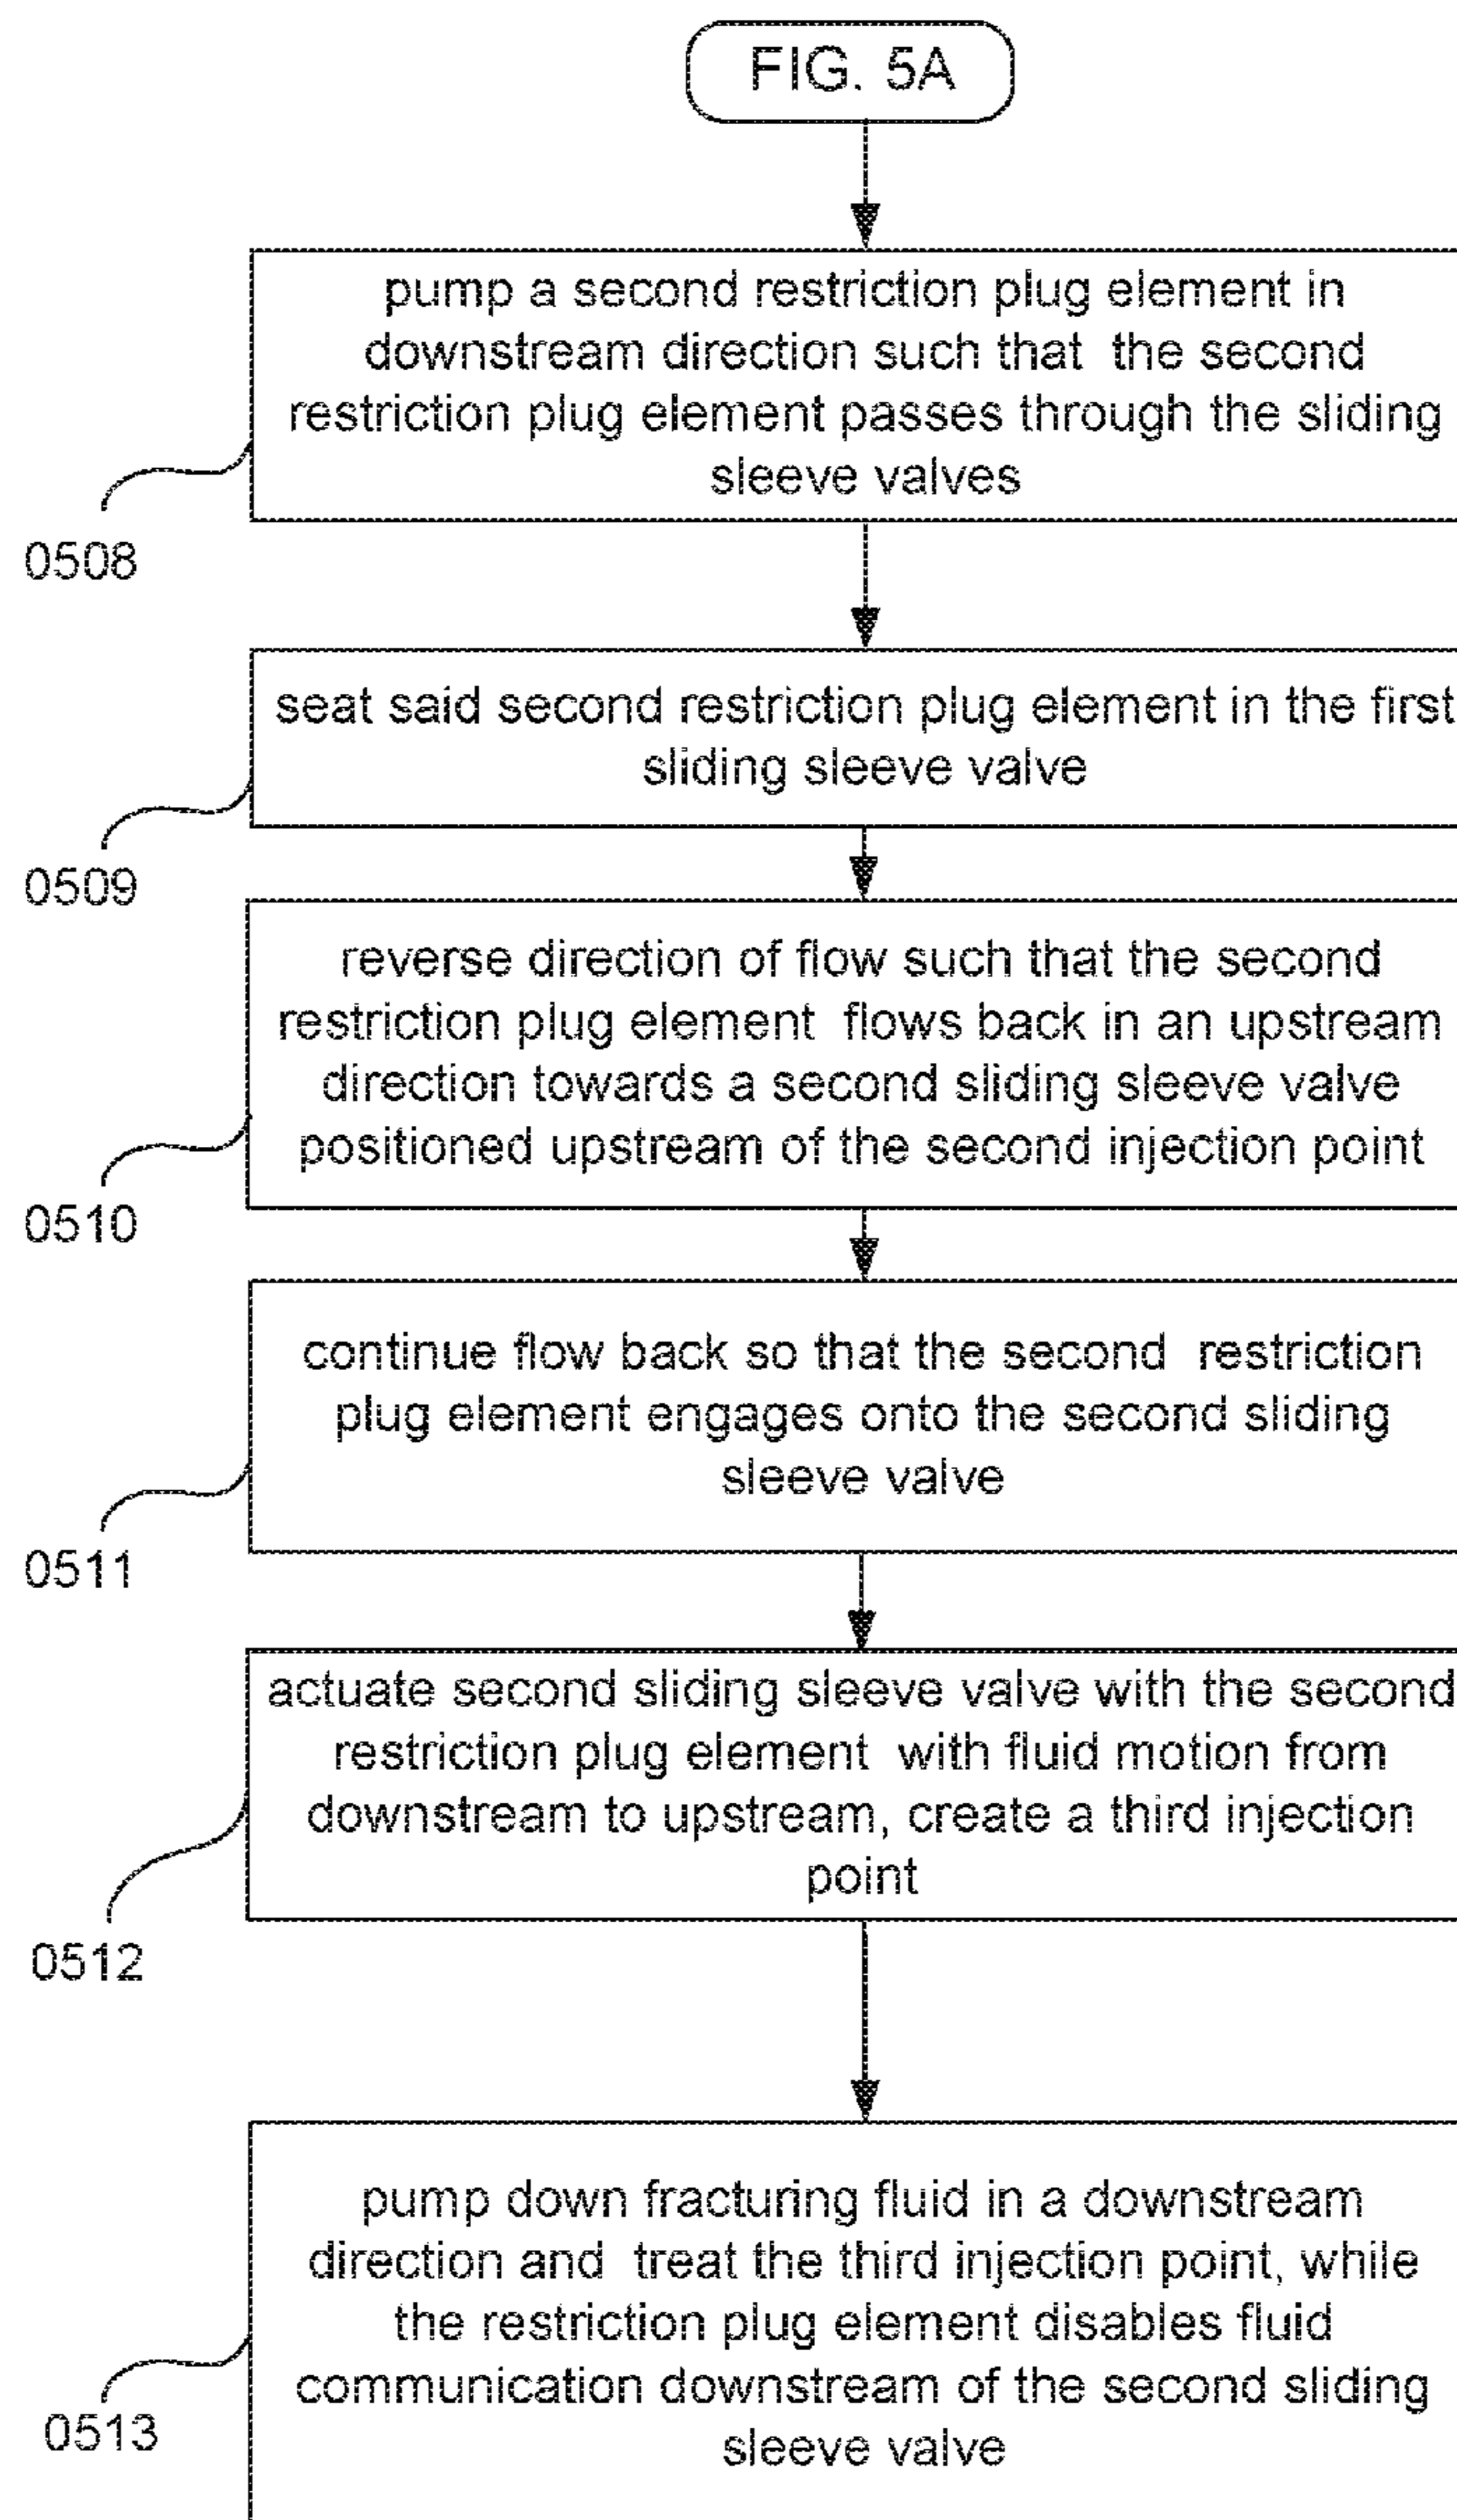 FIG. 5A
pump a second restriction plug element in
downstream direction such that the second
restriction plug element passes through the sliding
sleeve valves
0508
seat said second restriction plug element in the first
sliding sleeve valve
0509
reverse direction of flow such that the second
restriction plug element flows back in an upstream
direction towards a second sliding sleeve valve
positioned upstream of the second injection point
0510
continue flow back so that the second restriction
plug element engages onto the second sliding
sleeve valve
0511
actuate second sliding sleeve valve with the second
restriction plug element with fluid motion from
downstream to upstream, create a third injection
point
0512
pump down fracturing fluid in a downstream
direction and treat the third injection point, while
the restriction plug element disables fluid
communication downstream of the second sliding
sleeve valve
0513